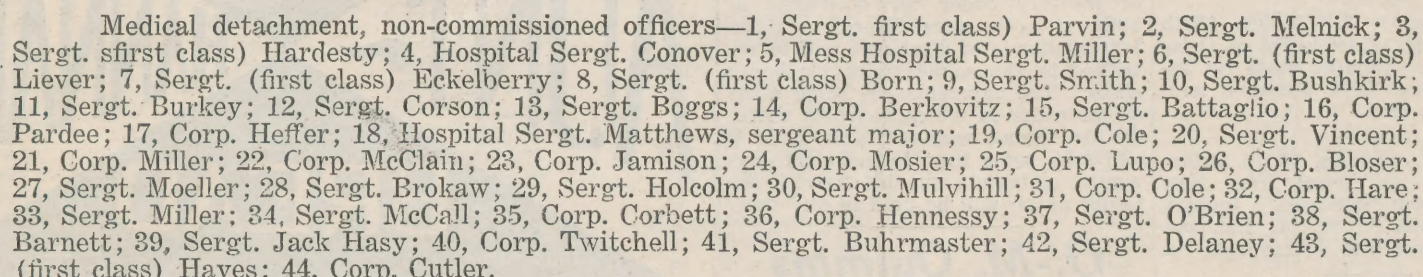 Medical detachment, non-commissioned officers—1, Sergt. first class) Parvin; 2, Sergt. Melnick; 3,
Sergt. sfirst class) Hardesty; 4, Hospital Sergt. Conover; 5, Mess Hospital Sergt. Miller; 6, Sergt. (first class)
Liever; 7, Sergt. (first class) Eckelberry; 8, Sergt. (first class) Born; 9, Sergt. Smith; 10, Sergt. Bushkirk;
11, Sergt. Burkey; 12, Sergt. Corson; 13, Sergt. Boggs; 14, Corp. Berkovitz; 15, Sergt. Battaglio; 16, Corp.
Pardee; 17, Corp. Heffer; 18, Hospital Sergt. Matthews, sergeant major; 19, Corp. Cole; 20, Sergt. Vincent;
21, Corp. Miller; 22, Corp. McClain; 23, Corp. Jamison; 24, Corp. Mosier; 25, Corp. Lupo; 26, Corp. Bloser;
27, Sergt. Moeller; 28, Sergt. Brokaw; 29, Sergt. Holcolm; 30, Sergt. Mulvihill; 31, Corp. Cole; 32, Corp. Hare;
33, Sergt. Miller; 34, Sergt. McCall; 35, Corp. Corbett; 36, Corp. Hennessy; 37, Sergt. O'Brien; 38, Sergt.
Barnett; 39, Sergt. Jack Hasy; 40, Corp. Twitchell; 41, Sergt. Buhrmaster; 42, Sergt. Delaney; 43, Sergt.
(first class) Hayes; 44, Corp. Cutler.